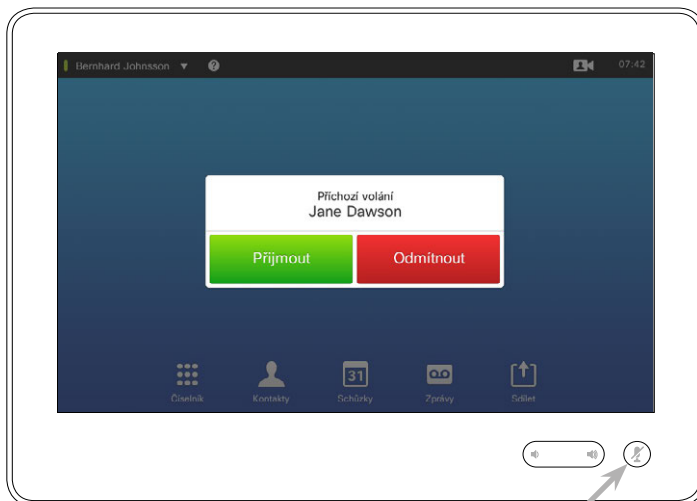 Bernhard Johnsson
07:42
Příchozí volání
Jane Dawson
Přijmout
Odmítnout
31
Číselník
Kontakty
Schůzky
Zprávy
Sdílet